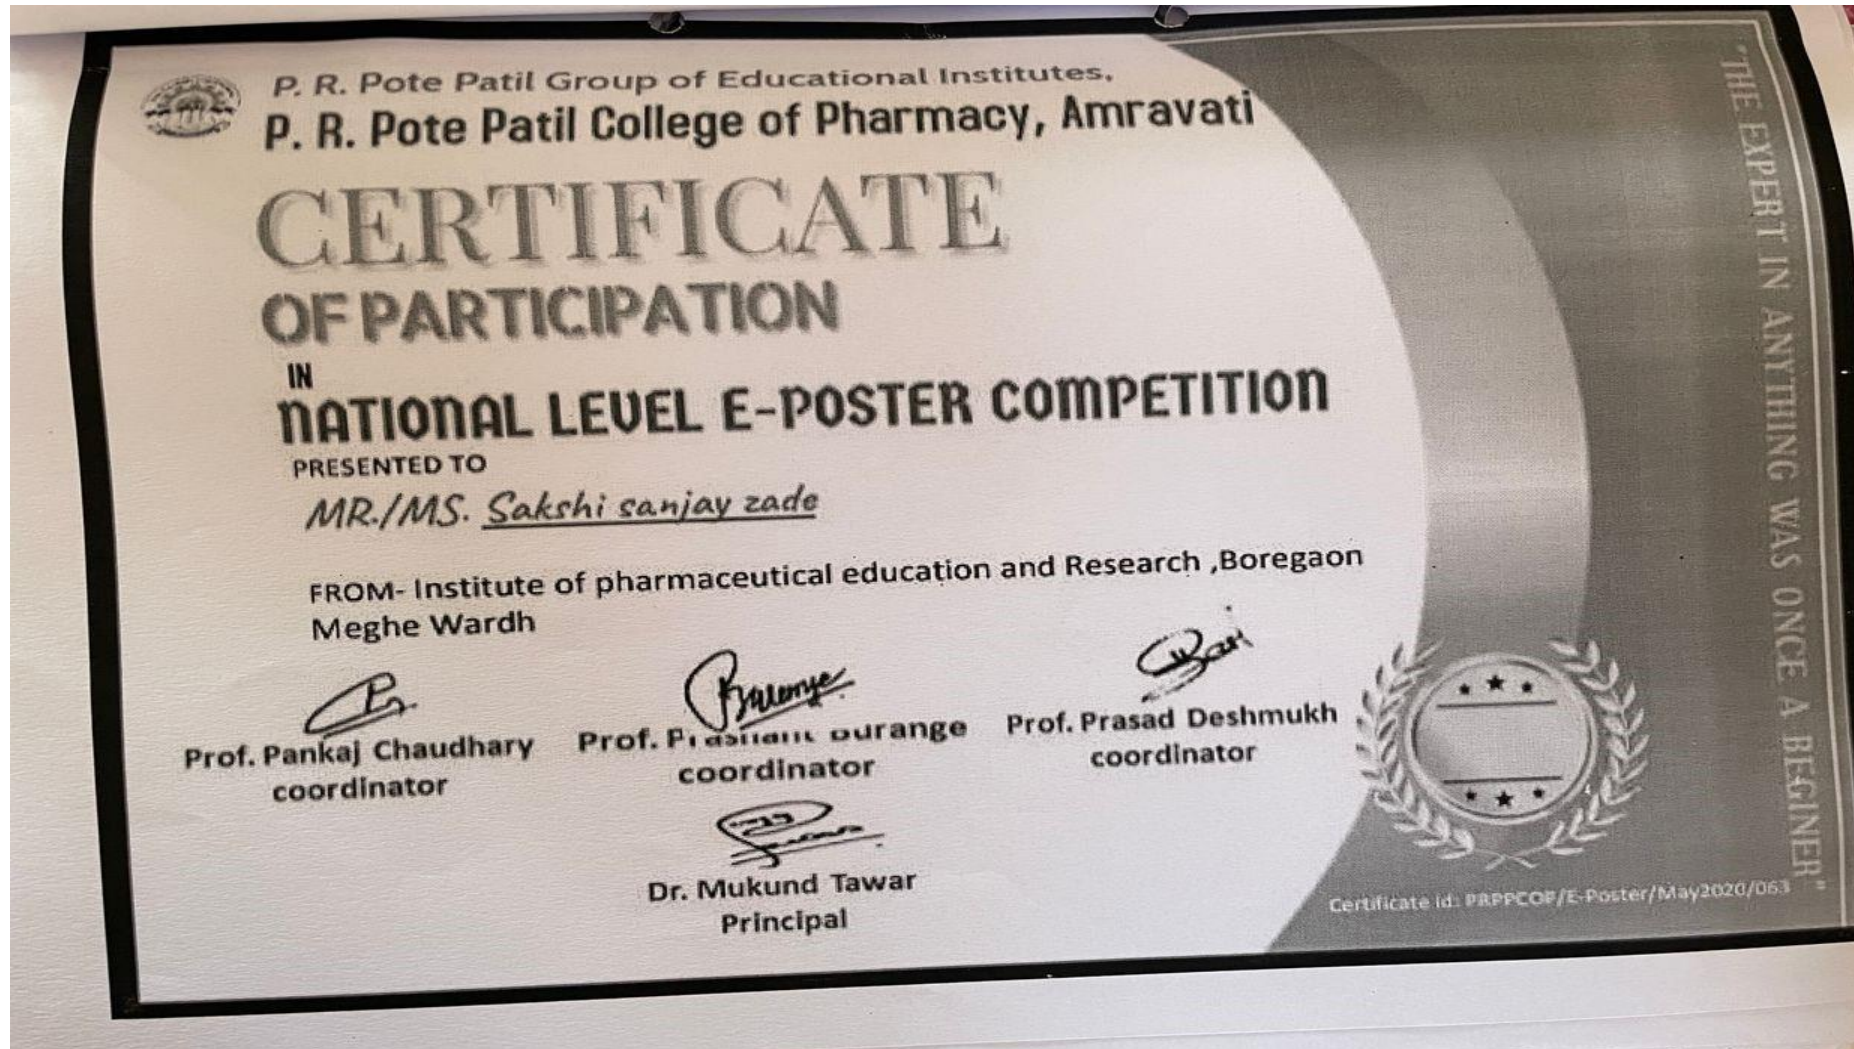 P. R. Pote Patil Group of Educational Institutes,
P. R. Pote Patil College of Pharmacy, Amravati
CERTIFICATE
OF PARTICIPATION
IN
NATIONAL LEVEL E-POSTER COMPETITION
PRESENTED TO
MR./MS. Sakshi sanjay zade
FROM- Institute of pharmaceutical education and Research ,Boregaon
Meghe Wardh
Prof. Pankaj Chaudhary
coordinator
Prof. Burange
coordinator
Prof. Prasad Deshmukh
coordinator
Dr. Mukund Tawar
Principal
"THE EXPERT IN ANYTHING WAS ONCE A BEGINER"
Certificate id: PRPPCOP/E-Poster/May2020/063